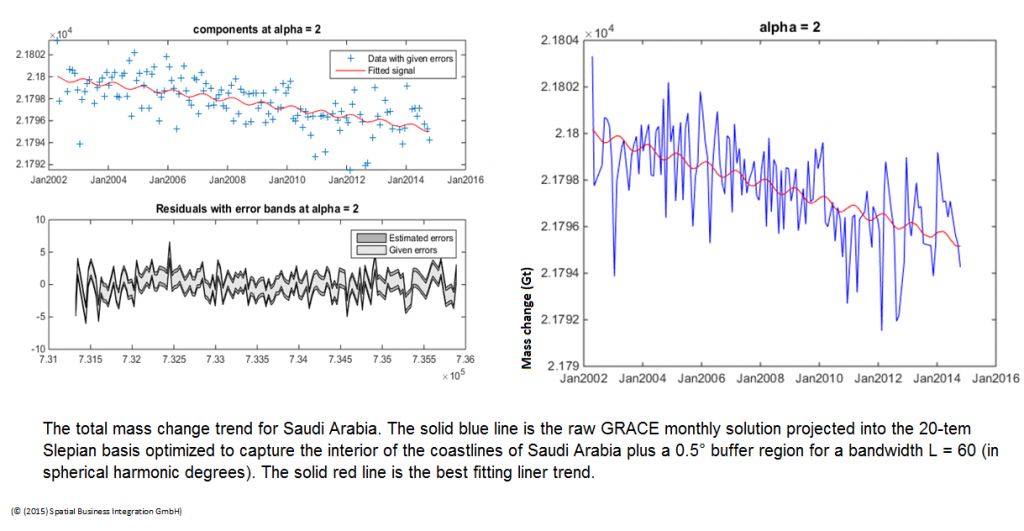 components at alpha = 2
2.1802
2.18
2.1798
2.1796
2.1794
2.1792
×10⁴
Data with given errors
Fitted signal
Jan2002 Jan2004 Jan2006 Jan2008 Jan2010 Jan2012 Jan2014 Jan2016
Residuals with error bands at alpha = 2
10
5
0
-5
-10
Estimated errors
Given errors
7.31 7.315 7.32 7.325 7.33 7.335 7.34 7.345 7.35 7.355 7.36
×10⁵
alpha = 2
×10⁴
2.1804
2.1802
2.18
2.1798
2.1796
2.1794
2.1792
2.179
Mass change (Gt)
Jan2002 Jan2004 Jan2006 Jan2008 Jan2010 Jan2012 Jan2014 Jan2016
The total mass change trend for Saudi Arabia. The solid blue line is the raw GRACE monthly solution projected into the 20-tem
Slepian basis optimized to capture the interior of the coastlines of Saudi Arabia plus a 0.5° buffer region for a bandwidth L = 60 (in
spherical harmonic degrees). The solid red line is the best fitting liner trend.
(© (2015) Spatial Business Integration GmbH)